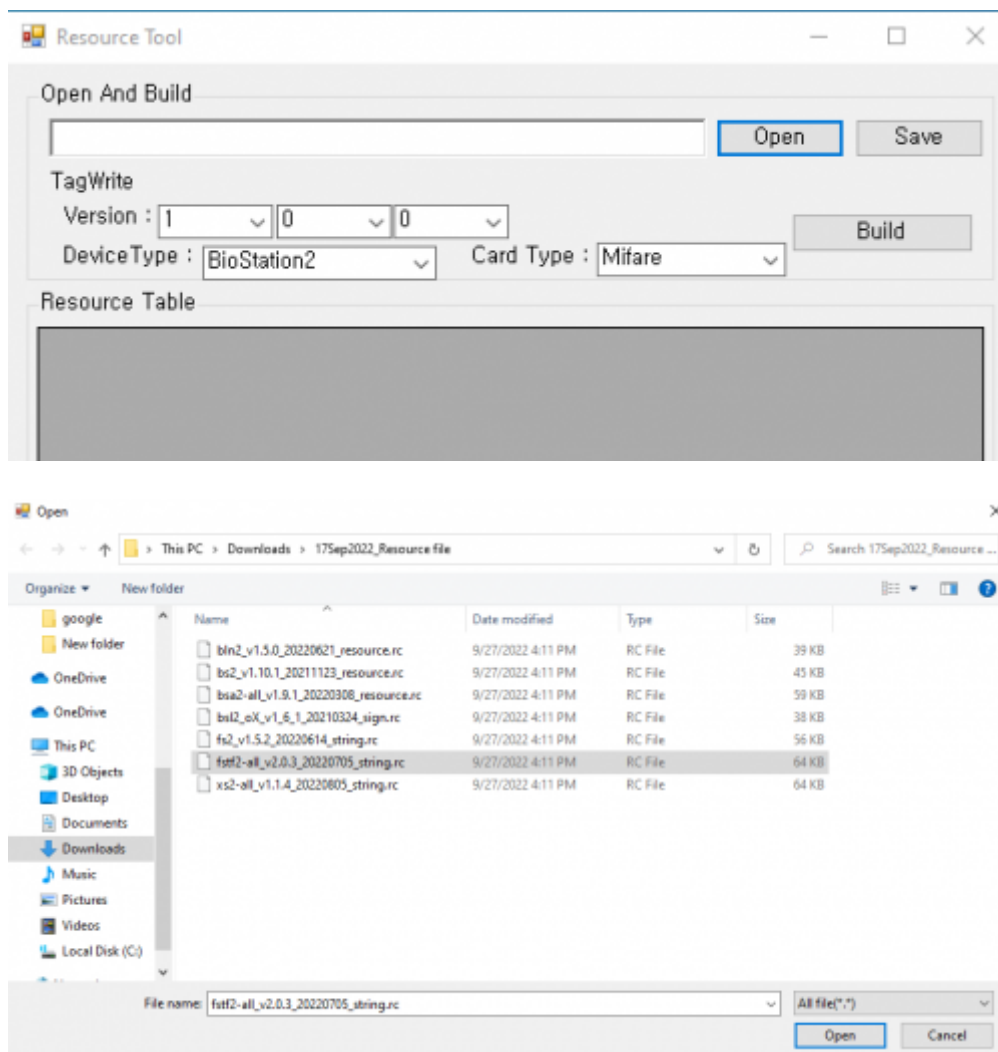 Resource Tool
Open And Build
Open Save
TagWrite
Version : 1 0 0
Build
DeviceType : BioStation2 Card Type : Mifare
Resource Table
Open
This PC > Downloads > 17Sep2022_Resource file
Search 17Sep2022_Resource ...
Organize New folder
Name Date modified Type Size
google
New folder
OneDrive
OneDrive
This PC
3D Objects
Desktop
Documents
Downloads
Music
Pictures
Videos
Local Disk (C:)
bln2_v1.5.0_20220621_resource.rc 9/27/2022 4:11 PM RC File 39 KB
bs2_v1.10.1_20211123_resource.rc 9/27/2022 4:11 PM RC File 45 KB
bsa2-all_v1.9.1_20220308_resource.rc 9/27/2022 4:11 PM RC File 59 KB
bsl2_oX_v1_6_1_20210324_sign.rc 9/27/2022 4:11 PM RC File 38 KB
fs2_v1.5.2_20220614_string.rc 9/27/2022 4:11 PM RC File 56 KB
fstf2-all_v2.0.3_20220705_string.rc 9/27/2022 4:11 PM RC File 64 KB
xs2-all_v1.1.4_20220805_string.rc 9/27/2022 4:11 PM RC File 64 KB
File name: fstf2-all_v2.0.3_20220705_string.rc All file(*.*)
Open Cancel